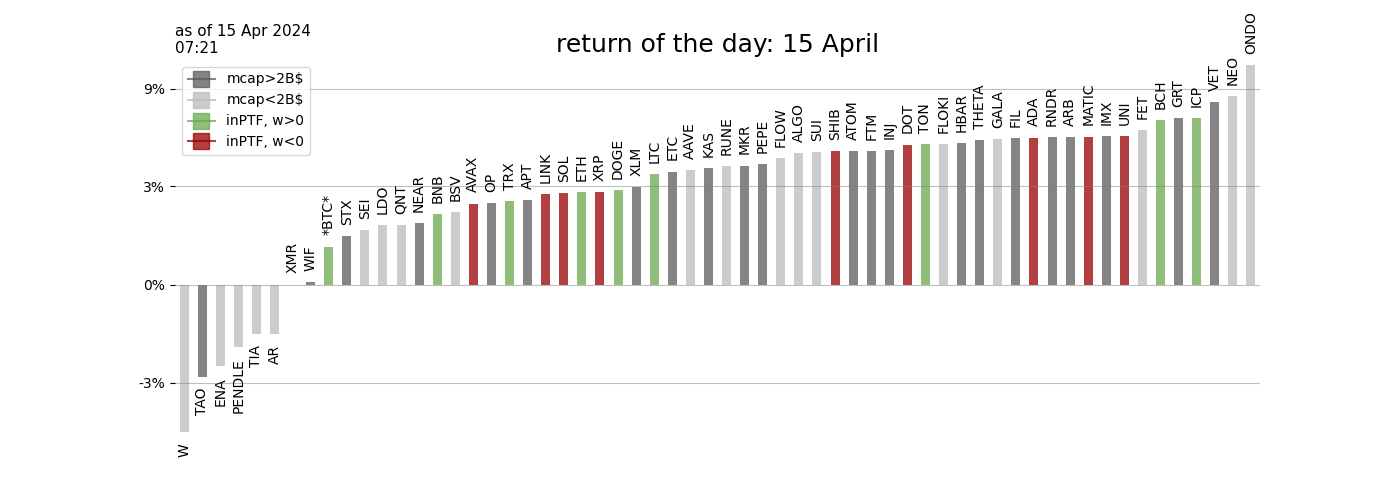 as of 15 Apr 2024
07:21
return of the day: 15 April
mcap>2B$
mcap<2B$
inPTF, w>0
inPTF, w<0
9%
3%
0%
-3%
W
TAO
ENA
PENDLE
TIA
AR
XMR
WIF
*BTC*
STX
SEI
LDO
QNT
NEAR
BNB
BSV
AVAX
OP
TRX
APT
LINK
SOL
ETH
XRP
DOGE
XLM
LTC
ETC
AAVE
KAS
RUNE
MKR
PEPE
FLOW
ALGO
SUI
SHIB
ATOM
FTM
INJ
DOT
TON
FLOKI
HBAR
THETA
GALA
FIL
ADA
RNDR
ARB
MATIC
IMX
UNI
FET
BCH
GRT
ICP
VET
NEO
ONDO